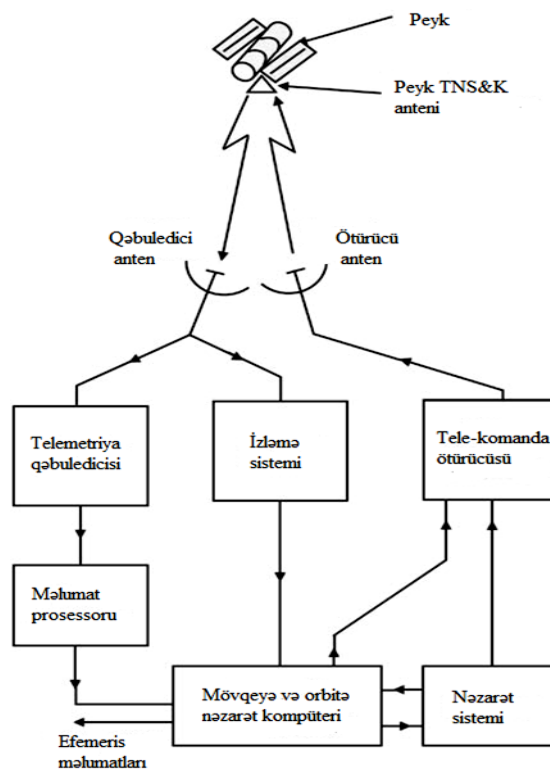 Peyk
Peyk TNS&K
anteni
Qəbuledici
anten
Ötürücü
anten
Telemetriya
qəbuledicisi
İzləmə
sistemi
Tele-komanda
ötürücüsü
Məlumat
prosessoru
Mövqeyə və orbitə
nəzarət kompüteri
Nəzarət
sistemi
Efemeris
məlumatları